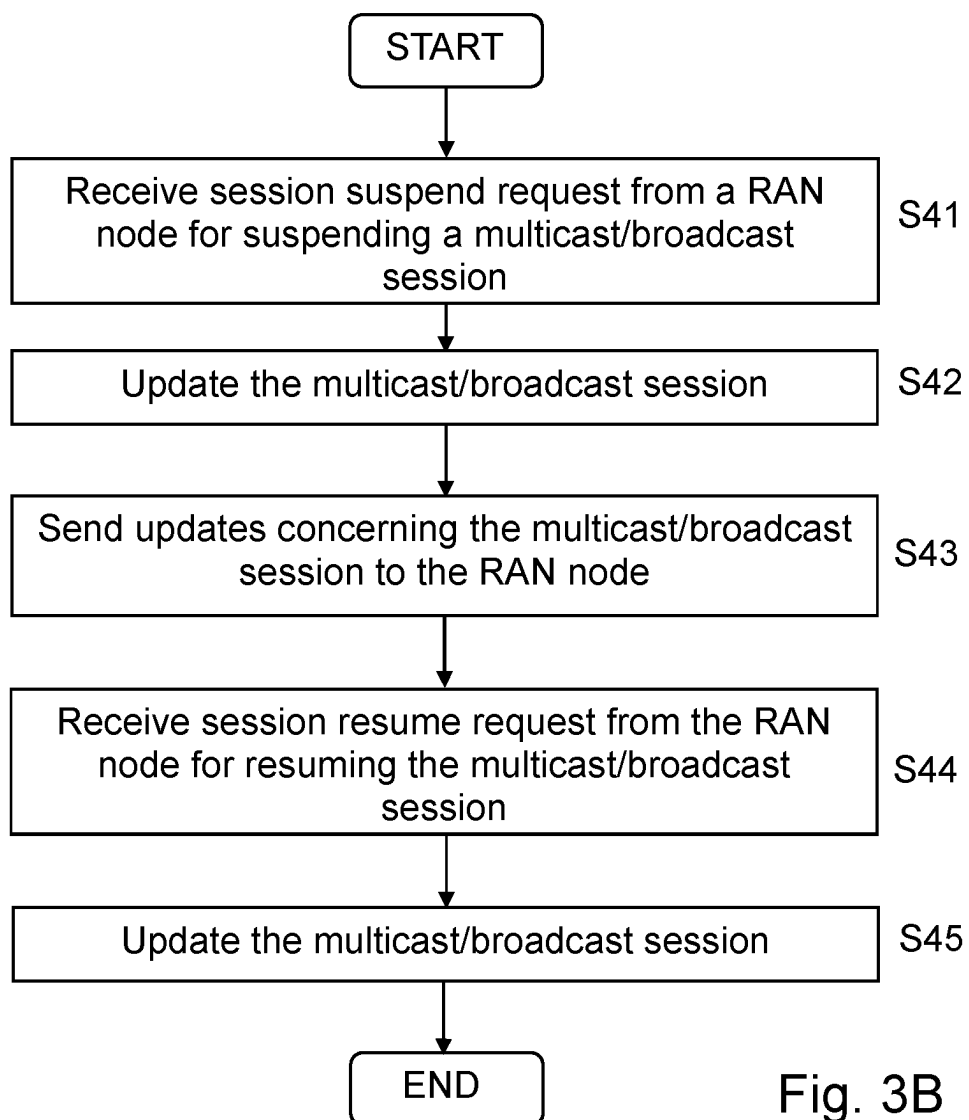 START
Receive session suspend request from a RAN
node for suspending a multicast/broadcast
session
S41
Update the multicast/broadcast session
S42
Send updates concerning the multicast/broadcast
session to the RAN node
S43
Receive session resume request from the RAN
node for resuming the multicast/broadcast
session
S44
Update the multicast/broadcast session
S45
END
Fig. 3B